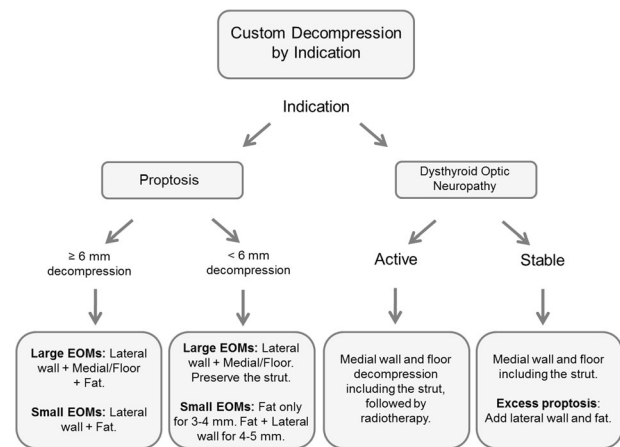 Custom Decompression
by Indication
Indication
Proptosis
Dysthyroid Optic
Neuropathy
≥ 6 mm
decompression
< 6 mm
decompression
Active
Stable
Large EOMs: Lateral
wall + Medial/Floor
+ Fat.
Small EOMs: Lateral
wall + Fat.
Large EOMs: Lateral
wall + Medial/Floor.
Preserve the strut.
Small EOMs: Fat only
for 3-4 mm. Fat + Lateral
wall for 4-5 mm.
Medial wall and floor
decompression
including the strut,
followed by
radiotherapy.
Medial wall and floor
including the strut.
Excess proptosis:
Add lateral wall and fat.